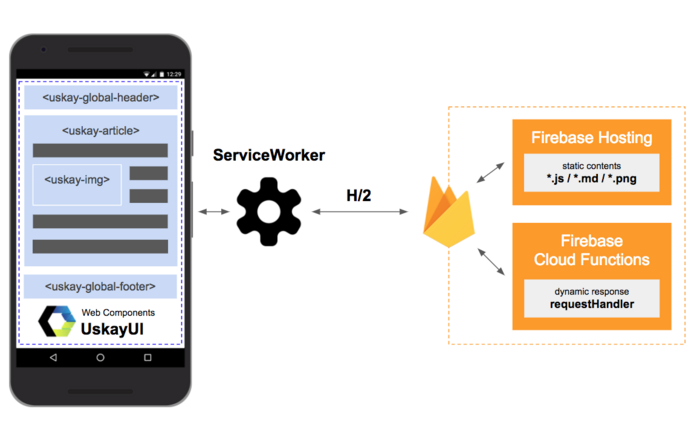 12:29
<uskay-global-header>
<uskay-article>
<uskay-img>
<uskay-global-footer>
Web Components
UskayUI
ServiceWorker
H/2
Firebase Hosting
static contents
*.js / *.md / *.png
Firebase
Cloud Functions
dynamic response
requestHandler